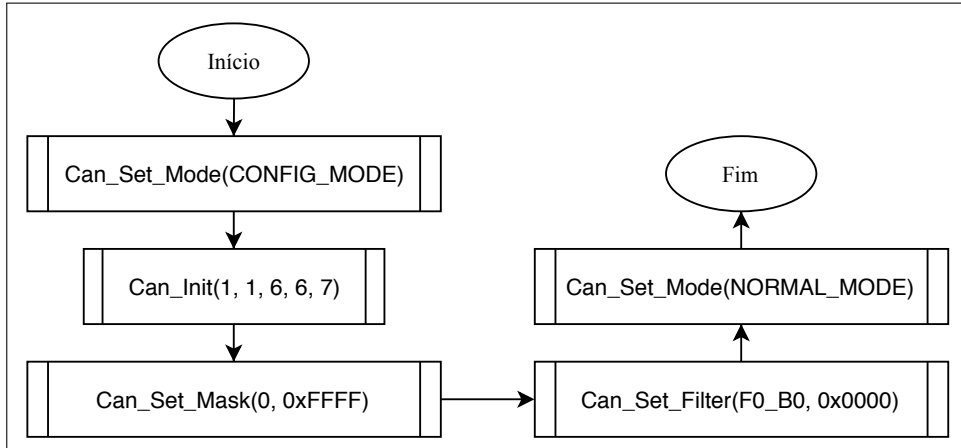 Início
Can_Set_Mode(CONFIG_MODE)
Can_Init(1, 1, 6, 6, 7)
Can_Set_Mask(0, 0xFFFF)
Can_Set_Filter(F0_B0, 0x0000)
Can_Set_Mode(NORMAL_MODE)
Fim